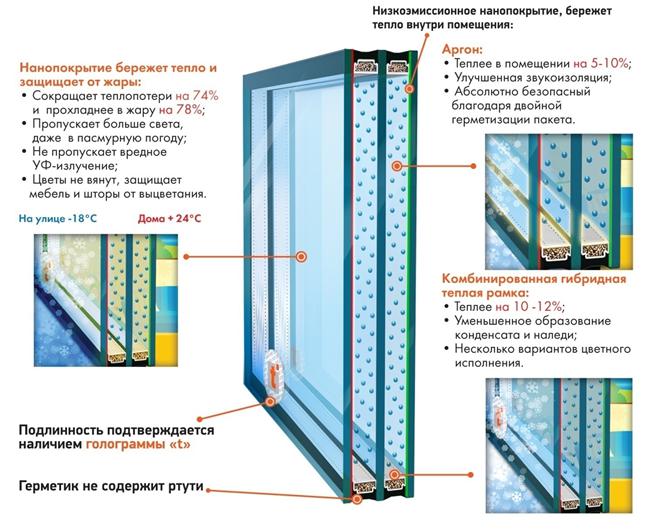 Низкоэмиссионное нанопокрытие, бережет
тепло внутри помещения:
Нанопокрытие бережет тепло и
защищает от жары:
• Сокращает теплопотери на 74%
и прохладнее в жару на 78%;
• Пропускает больше света,
даже в пасмурную погоду;
• Не пропускает вредное
УФ-излучение;
• Цветы не вянут, защищает
мебель и шторы от выцветания.
На улице -18°C
Дома + 24°C
Аргон:
• Теплее в помещении на 5-10%;
• Улучшенная звукоизоляция;
• Абсолютно безопасный
благодаря двойной
герметизации пакета.
Комбинированная гибридная
теплая рамка:
• Теплее на 10 -12%;
• Уменьшенное образование
конденсата и наледи;
• Несколько вариантов цветного
исполнения.
Подлинность подтверждается
наличием голограммы «t»
Герметик не содержит ртути